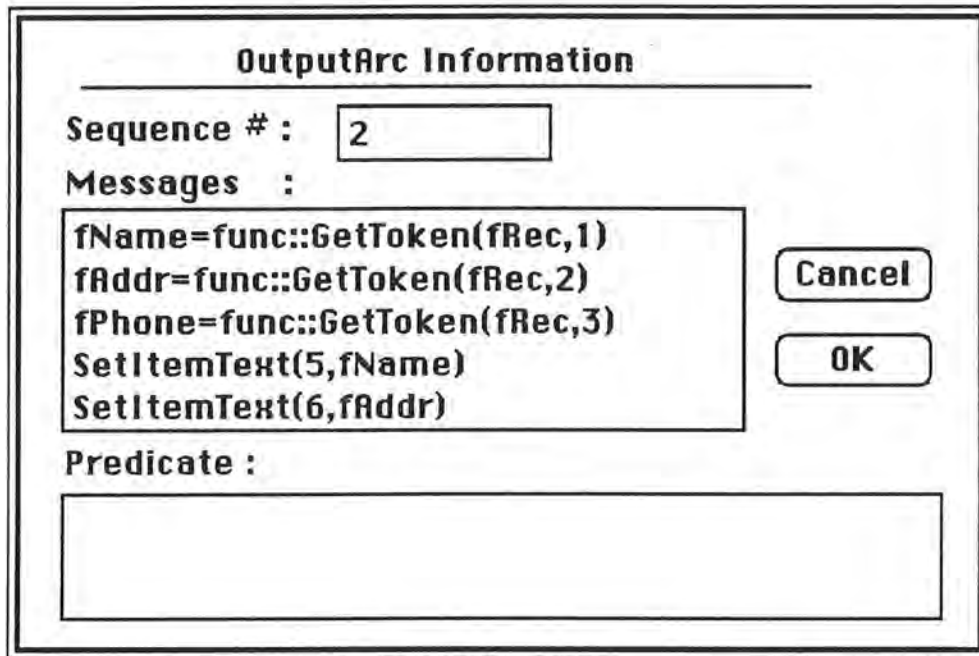 OutputArc Information
Sequence # : 2
Messages :
fName=func::GetToken(fRec,1)
fAddr=func::GetToken(fRec,2)
fPhone=func::GetToken(fRec,3)
SetItemText(5,fName)
SetItemText(6,fAddr)
Cancel
OK
Predicate :